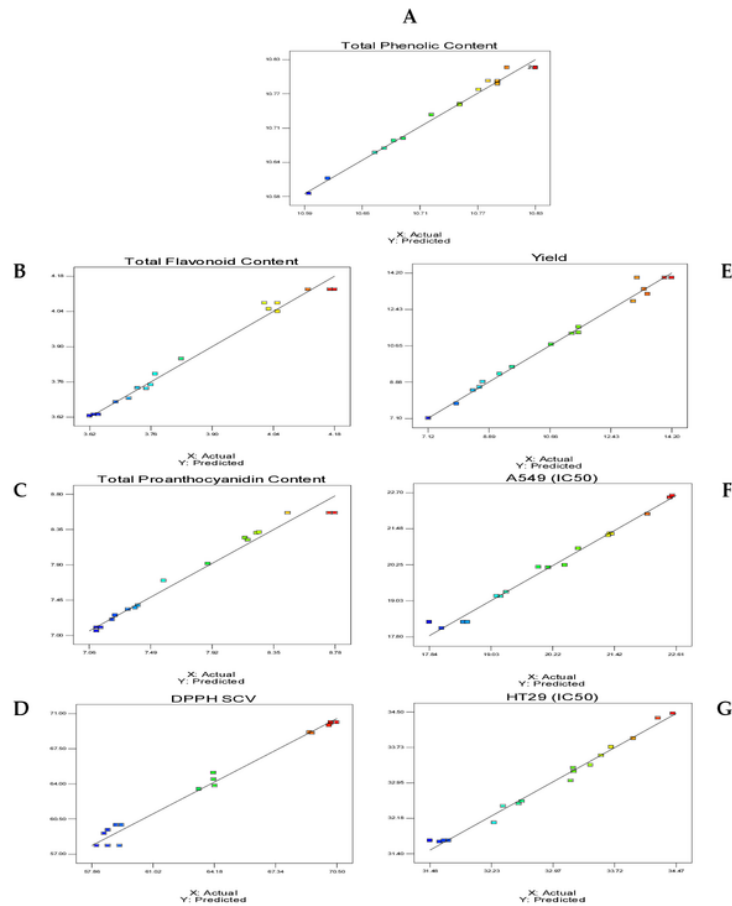 A
Total Phenolic Content
10.83
10.77
10.71
10.64
10.58
10.59 10.65 10.71 10.77 10.83
X: Actual
Y: Predicted
B
Total Flavonoid Content
4.18
4.04
3.90
3.76
3.62
3.62 3.76 3.90 4.04 4.18
X: Actual
Y: Predicted
Yield
E
14.20
12.43
10.65
8.88
7.10
7.12 8.89 10.66 12.43 14.20
X: Actual
Y: Predicted
C
Total Proanthocyanidin Content
8.80
8.35
7.90
7.45
7.00
7.06 7.49 7.92 8.35 8.78
X: Actual
Y: Predicted
A549 (IC50)
F
22.70
21.48
20.25
19.03
17.80
17.84 19.03 20.22 21.42 22.61
X: Actual
Y: Predicted
D
DPPH SCV
71.00
67.50
64.00
60.50
57.00
57.86 61.02 64.18 67.34 70.50
X: Actual
Y: Predicted
HT29 (IC50)
G
34.50
33.73
32.95
32.18
31.40
31.48 32.23 32.97 33.72 34.47
X: Actual
Y: Predicted